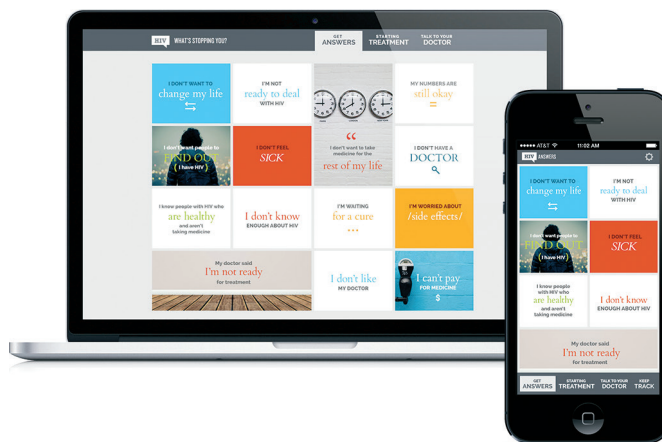 HIV WHAT'S STOPPING YOU?
GET
ANSWERS
STARTING
TREATMENT
TALK TO YOUR
DOCTOR
I DON'T WANT TO
change my life
I'M NOT
ready to deal
WITH HIV
MY NUMBERS ARE
still okay
=
I don't want people to
FIND OUT
(I have HIV)
I DON'T FEEL
SICK
“
I don't want to take
medicine for the
rest of my life
I DON'T HAVE A
DOCTOR
I know people with HIV who
are healthy
and aren't
taking medicine
I don't know
ENOUGH ABOUT HIV
I'M WAITING
for a cure
...
I'M WORRIED ABOUT
/side effects/
My doctor said
I'm not ready
for treatment
I don't like
MY DOCTOR
I can't pay
FOR MEDICINE
$
AT&T 11:02 AM
HIV ANSWERS
I DON'T WANT TO
change my life
I'M NOT
ready to deal
WITH HIV
I don't want people to
FIND OUT
(I have HIV)
I DON'T FEEL
SICK
I know people
with HIV who
are healthy
and aren't
taking medicine
I don't know
ENOUGH ABOUT HIV
My doctor said
I'm not ready
for treatment
GET
ANSWERS
STARTING
TREATMENT
TALK TO YOUR
DOCTOR
KEEP
TRACK